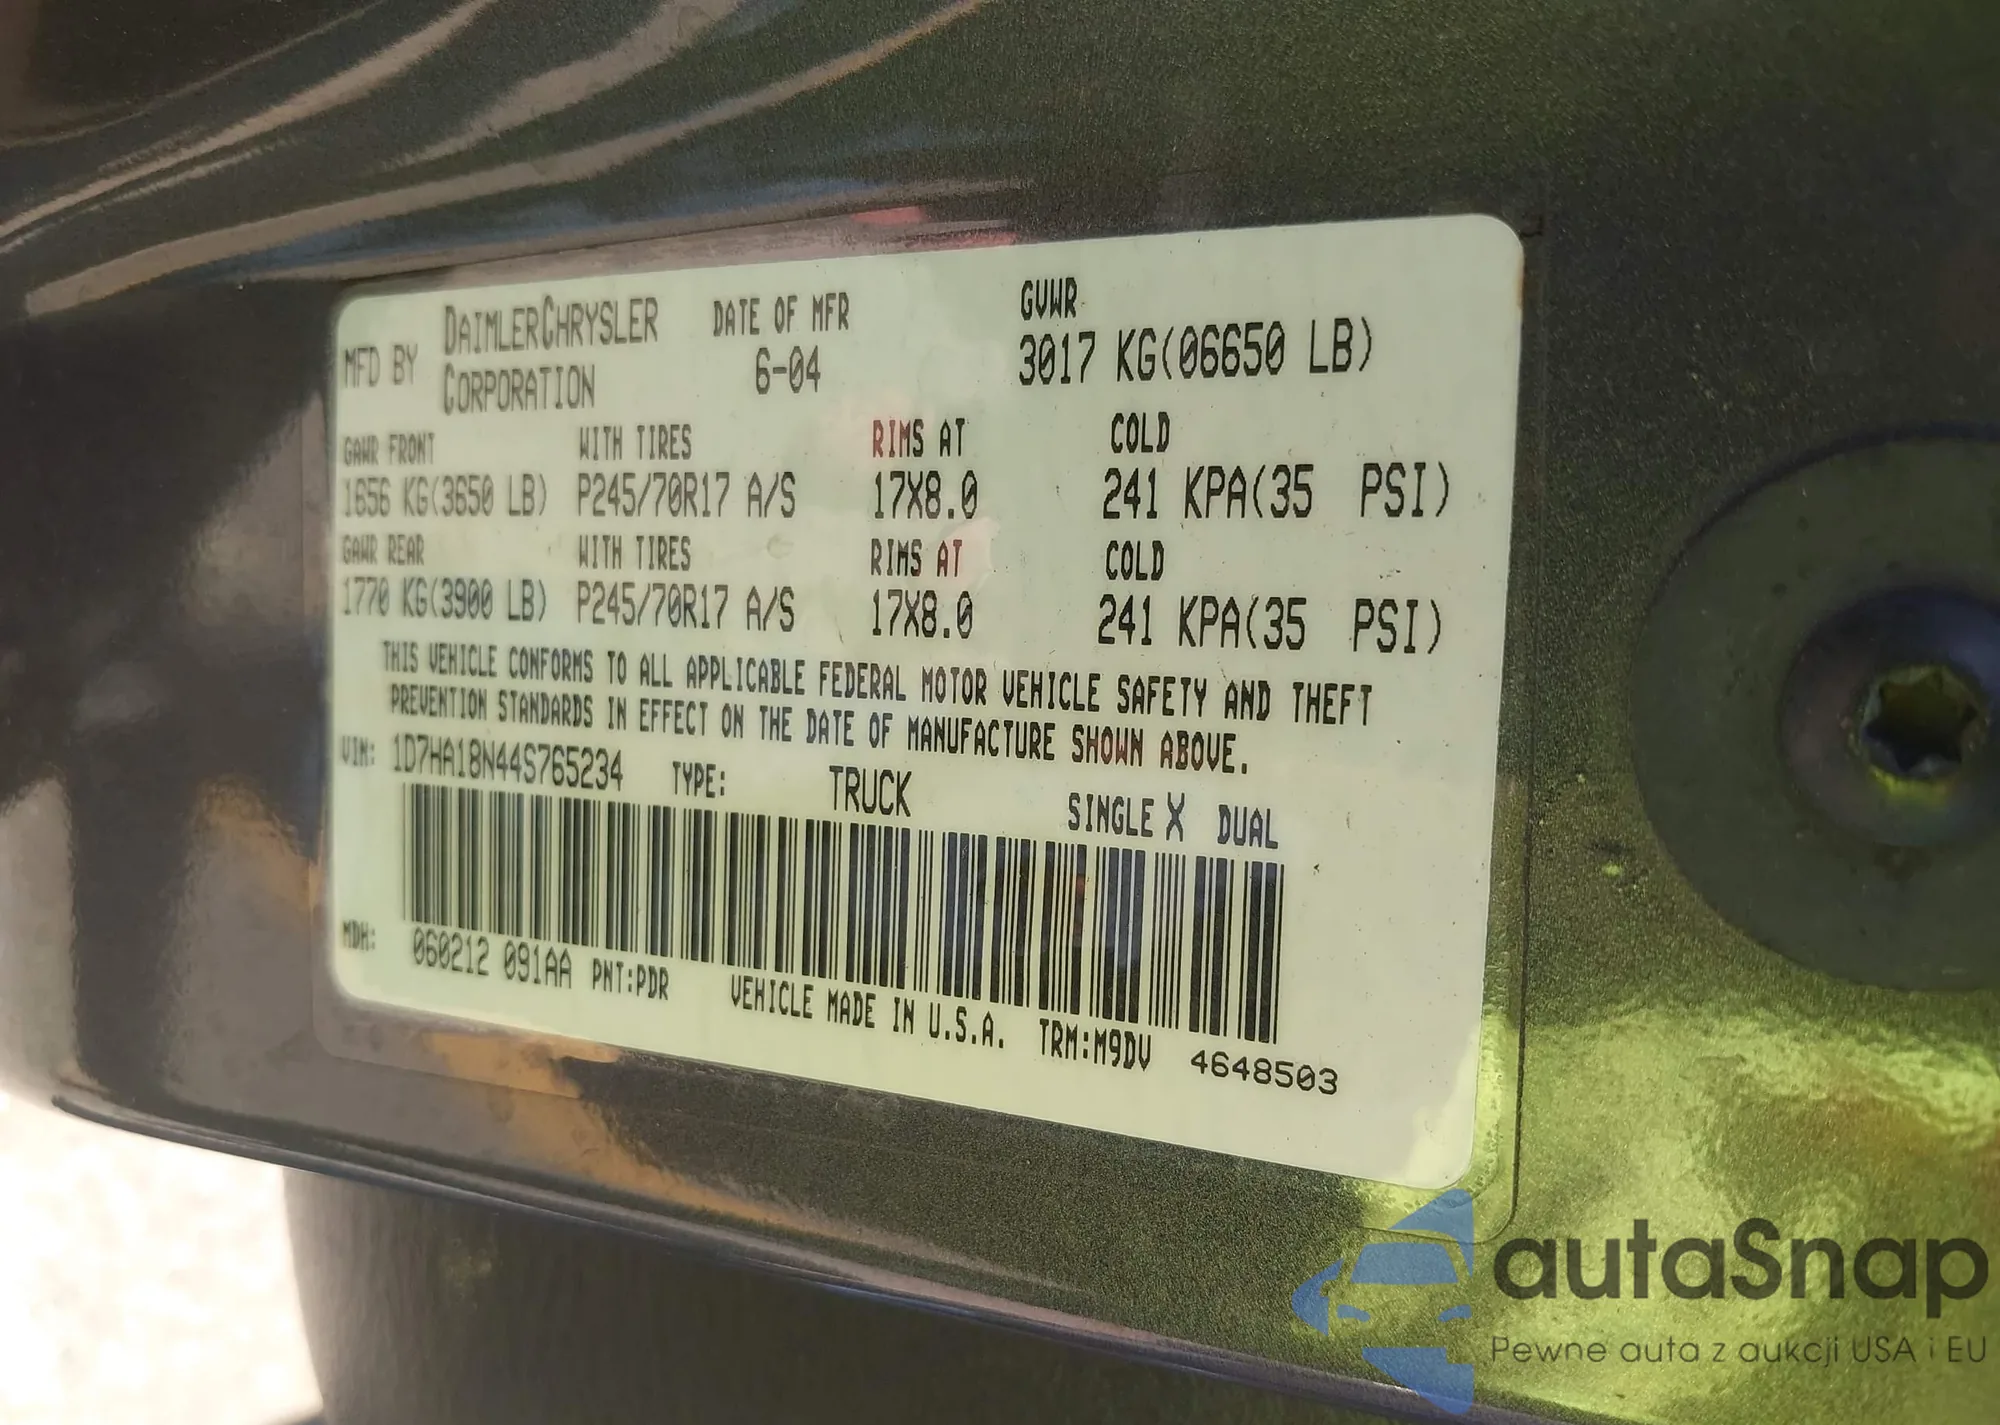 MFD BY DAIMLERCHRYSLER CORPORATION
DATE OF MFR 6-04
GVWR 3017 KG(06650 LB)
GAWR FRONT WITH TIRES RIMS AT COLD
1656 KG(3650 LB) P245/70R17 A/S 17X8.0 241 KPA(35 PSI)
GAWR REAR WITH TIRES RIMS AT COLD
1770 KG(3900 LB) P245/70R17 A/S 17X8.0 241 KPA(35 PSI)
THIS VEHICLE CONFORMS TO ALL APPLICABLE FEDERAL MOTOR VEHICLE SAFETY AND THEFT
PREVENTION STANDARDS IN EFFECT ON THE DATE OF MANUFACTURE SHOWN ABOVE.
VIN: 1D7HA18N44S765234 TYPE: TRUCK SINGLE X DUAL
MDH: 060212 091AA PNT:PDR VEHICLE MADE IN U.S.A. TRM:M9DV 4648503
autaSnap
Pewne auta z aukcji USA i EU